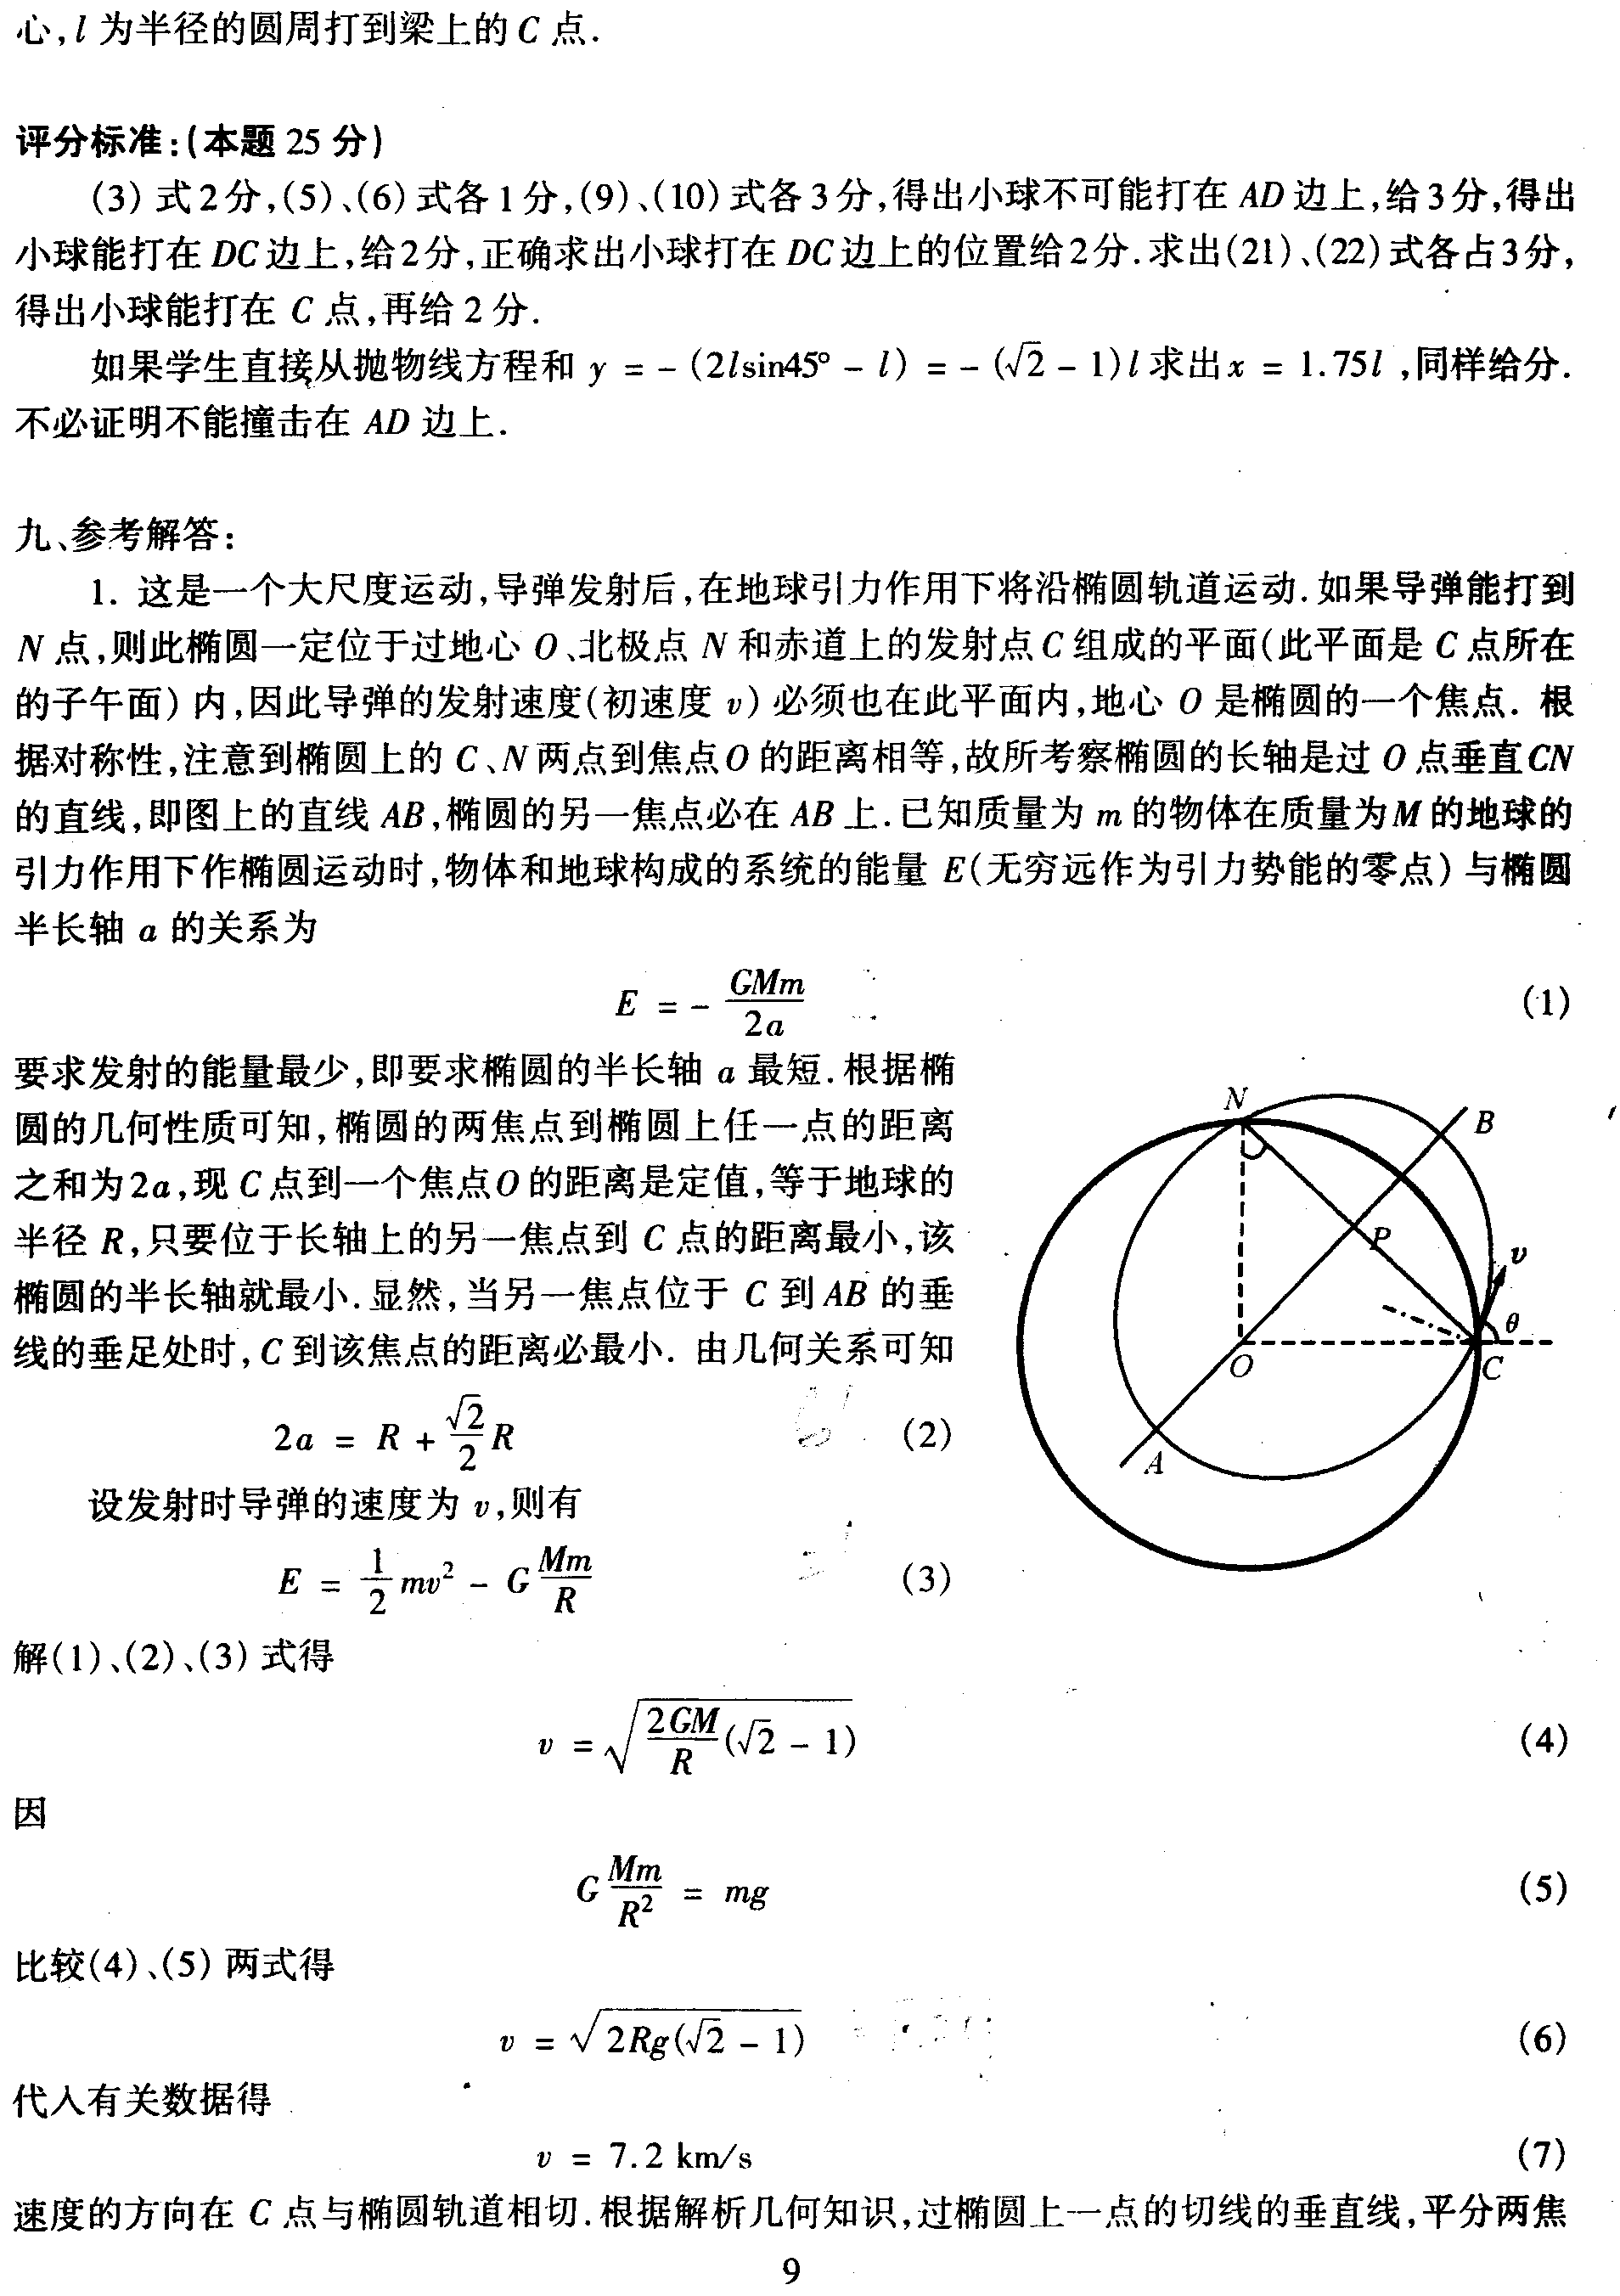 心,l 为半径的圆周打到梁上的 C 点.
评分标准:(本题 25 分)
(3) 式 2 分,(5)、(6) 式各 1 分,(9)、(10) 式各 3 分,得出小球不可能打在 AD 边上,给 3 分,得出
小球能打在 DC 边上,给 2 分,正确求出小球打在 DC 边上的位置给 2 分. 求出(21)、(22) 式各占 3 分,
得出小球能打在 C 点,再给 2 分.
如果学生直接从抛物线方程和 y = - (2lsin45° - l) = - (√2 - 1)l 求出 x = 1.75l ,同样给分.
不必证明不能撞击在 AD 边上.
九、参考解答:
1. 这是一个大尺度运动,导弹发射后,在地球引力作用下将沿椭圆轨道运动. 如果导弹能打到
N 点,则此椭圆一定位于过地心 O、北极点 N 和赤道上的发射点 C 组成的平面(此平面是 C 点所在
的子午面) 内,因此导弹的发射速度(初速度 v) 必须也在此平面内,地心 O 是椭圆的一个焦点. 根
据对称性,注意到椭圆上的 C、N 两点到焦点 O 的距离相等,故所考察椭圆的长轴是过 O 点垂直 CN
的直线,即图上的直线 AB,椭圆的另一焦点必在 AB 上. 已知质量为 m 的物体在质量为 M 的地球的
引力作用下作椭圆运动时,物体和地球构成的系统的能量 E(无穷远作为引力势能的零点) 与椭圆
半长轴 a 的关系为
E = - GMm/2a (1)
要求发射的能量最少,即要求椭圆的半长轴 a 最短. 根据椭
圆的几何性质可知,椭圆的两焦点到椭圆上任一点的距离
之和为 2a,现 C 点到一个焦点 O 的距离是定值,等于地球的
半径 R,只要位于长轴上的另一焦点到 C 点的距离最小,该
椭圆的半长轴就最小. 显然,当另一焦点位于 C 到 AB 的垂
线的垂足处时,C 到该焦点的距离必最小. 由几何关系可知
2a = R + √2/2 R (2)
设发射时导弹的速度为 v,则有
E = 1/2 mv² - G Mm/R (3)
N
B
P
v
θ
O
C
A
解(1)、(2)、(3) 式得
v = √(2GM/R (√2 - 1)) (4)
因
G Mm/R² = mg (5)
比较(4)、(5) 两式得
v = √(2Rg(√2 - 1)) (6)
代入有关数据得
v = 7.2 km/s (7)
速度的方向在 C 点与椭圆轨道相切. 根据解析几何知识,过椭圆上一点的切线的垂直线,平分两焦
9